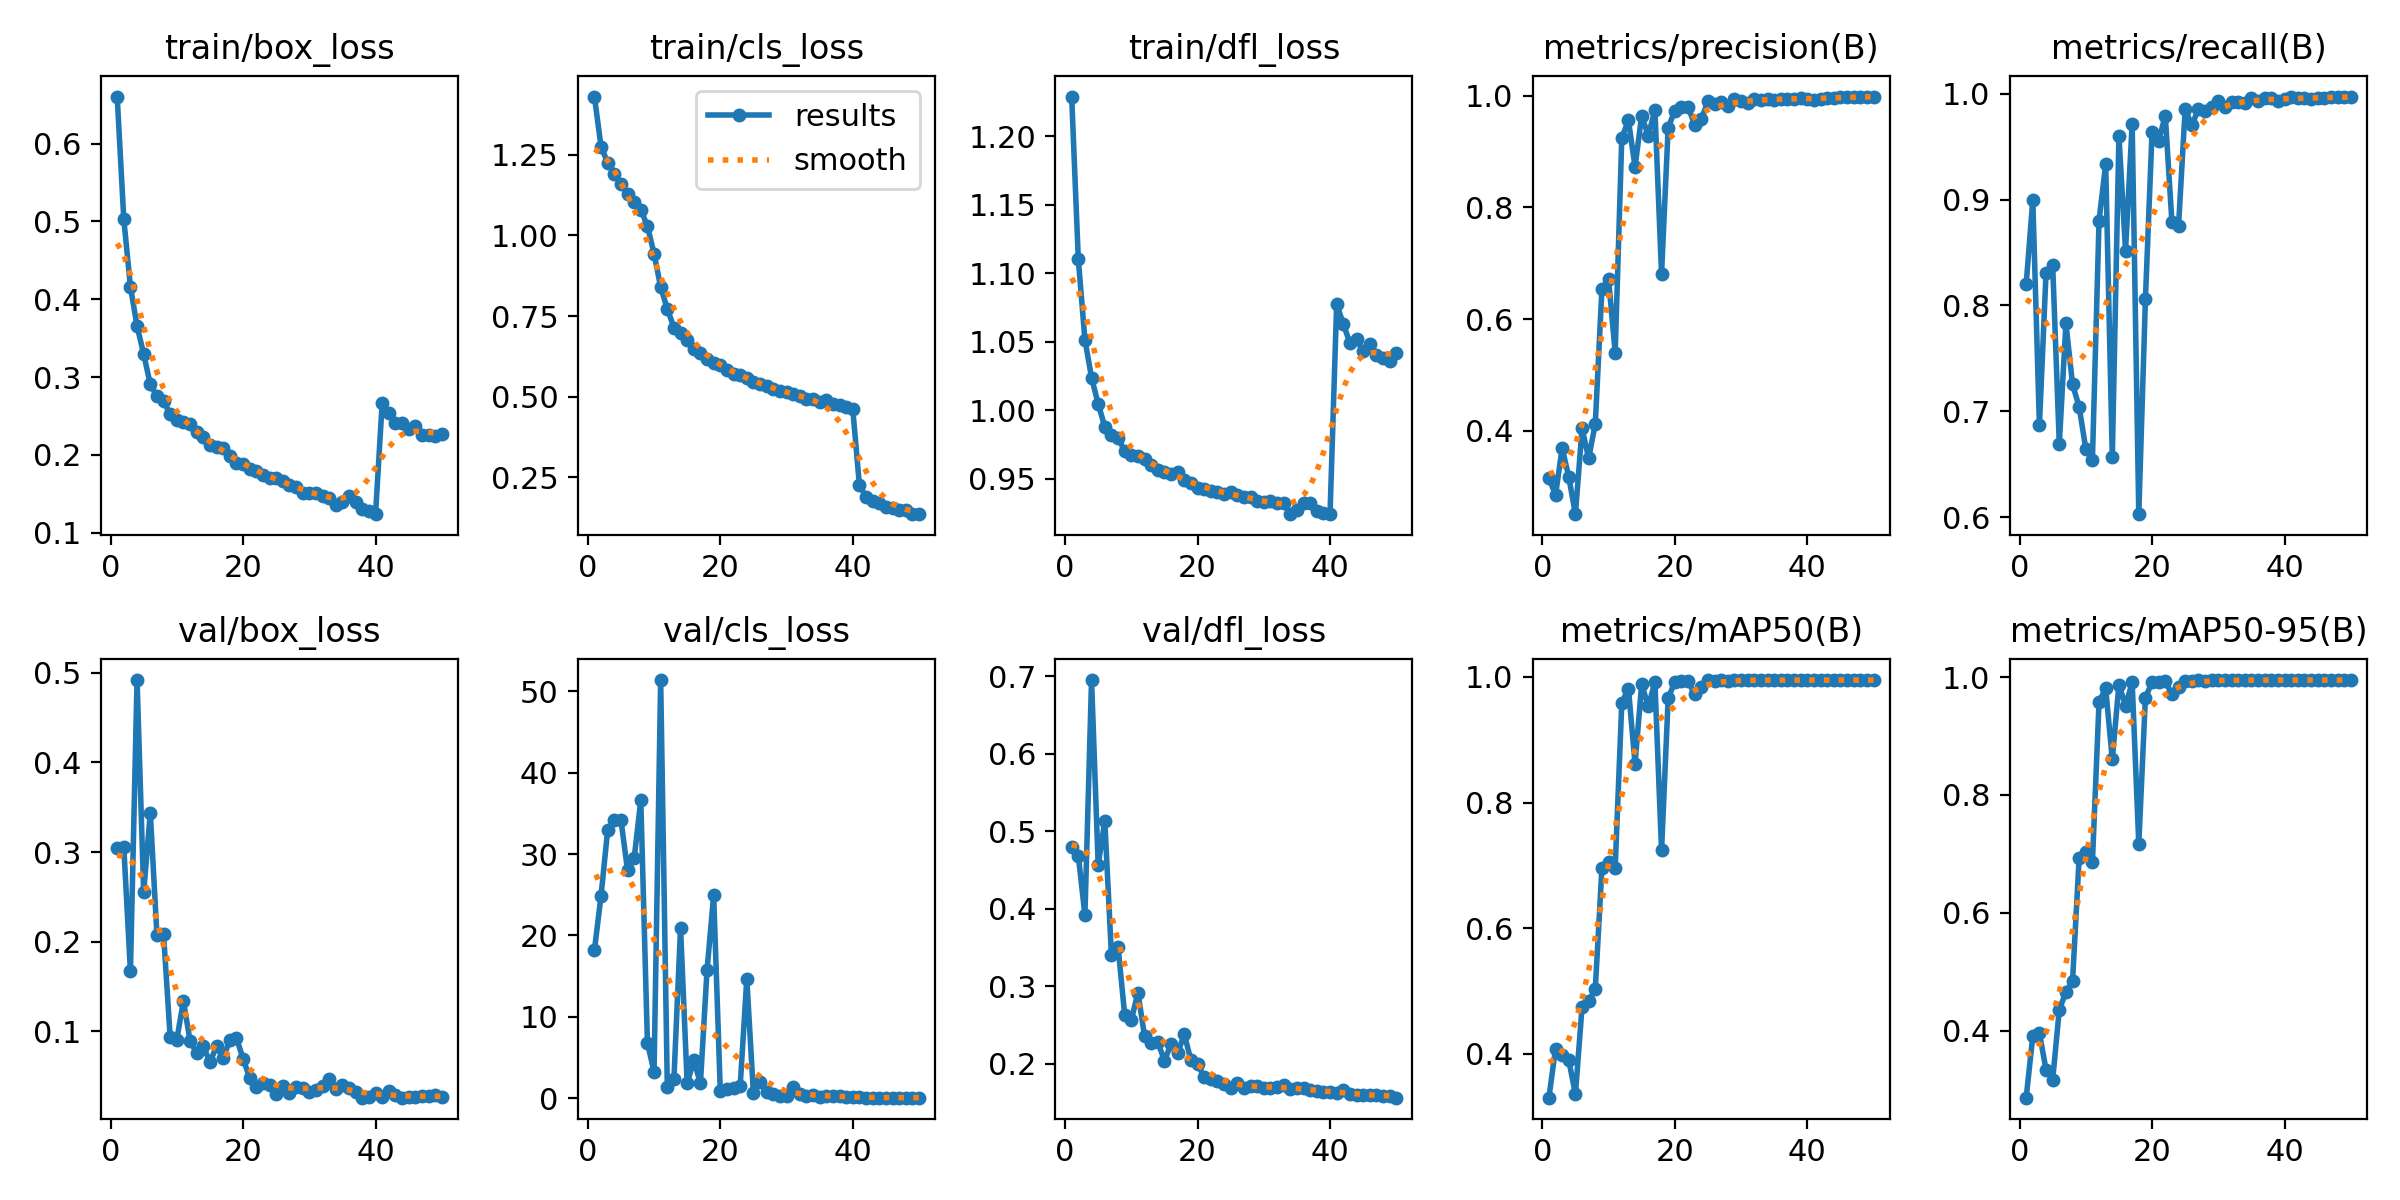 train/box_loss
0.6
0.5
0.4
0.3
0.2
0.1
0 20 40
train/cls_loss
results
smooth
1.25
1.00
0.75
0.50
0.25
0 20 40
train/dfl_loss
1.20
1.15
1.10
1.05
1.00
0.95
0 20 40
metrics/precision(B)
1.0
0.8
0.6
0.4
0 20 40
metrics/recall(B)
1.0
0.9
0.8
0.7
0.6
0 20 40
val/box_loss
0.5
0.4
0.3
0.2
0.1
0 20 40
val/cls_loss
50
40
30
20
10
0
0 20 40
val/dfl_loss
0.7
0.6
0.5
0.4
0.3
0.2
0 20 40
metrics/mAP50(B)
1.0
0.8
0.6
0.4
0 20 40
metrics/mAP50-95(B)
1.0
0.8
0.6
0.4
0 20 40